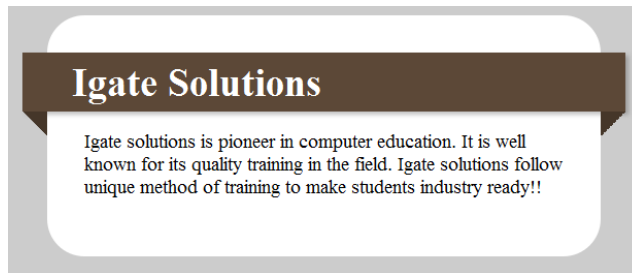 Igate Solutions
Igate solutions is pioneer in computer education. It is well
known for its quality training in the field. Igate solutions follow
unique method of training to make students industry ready!!